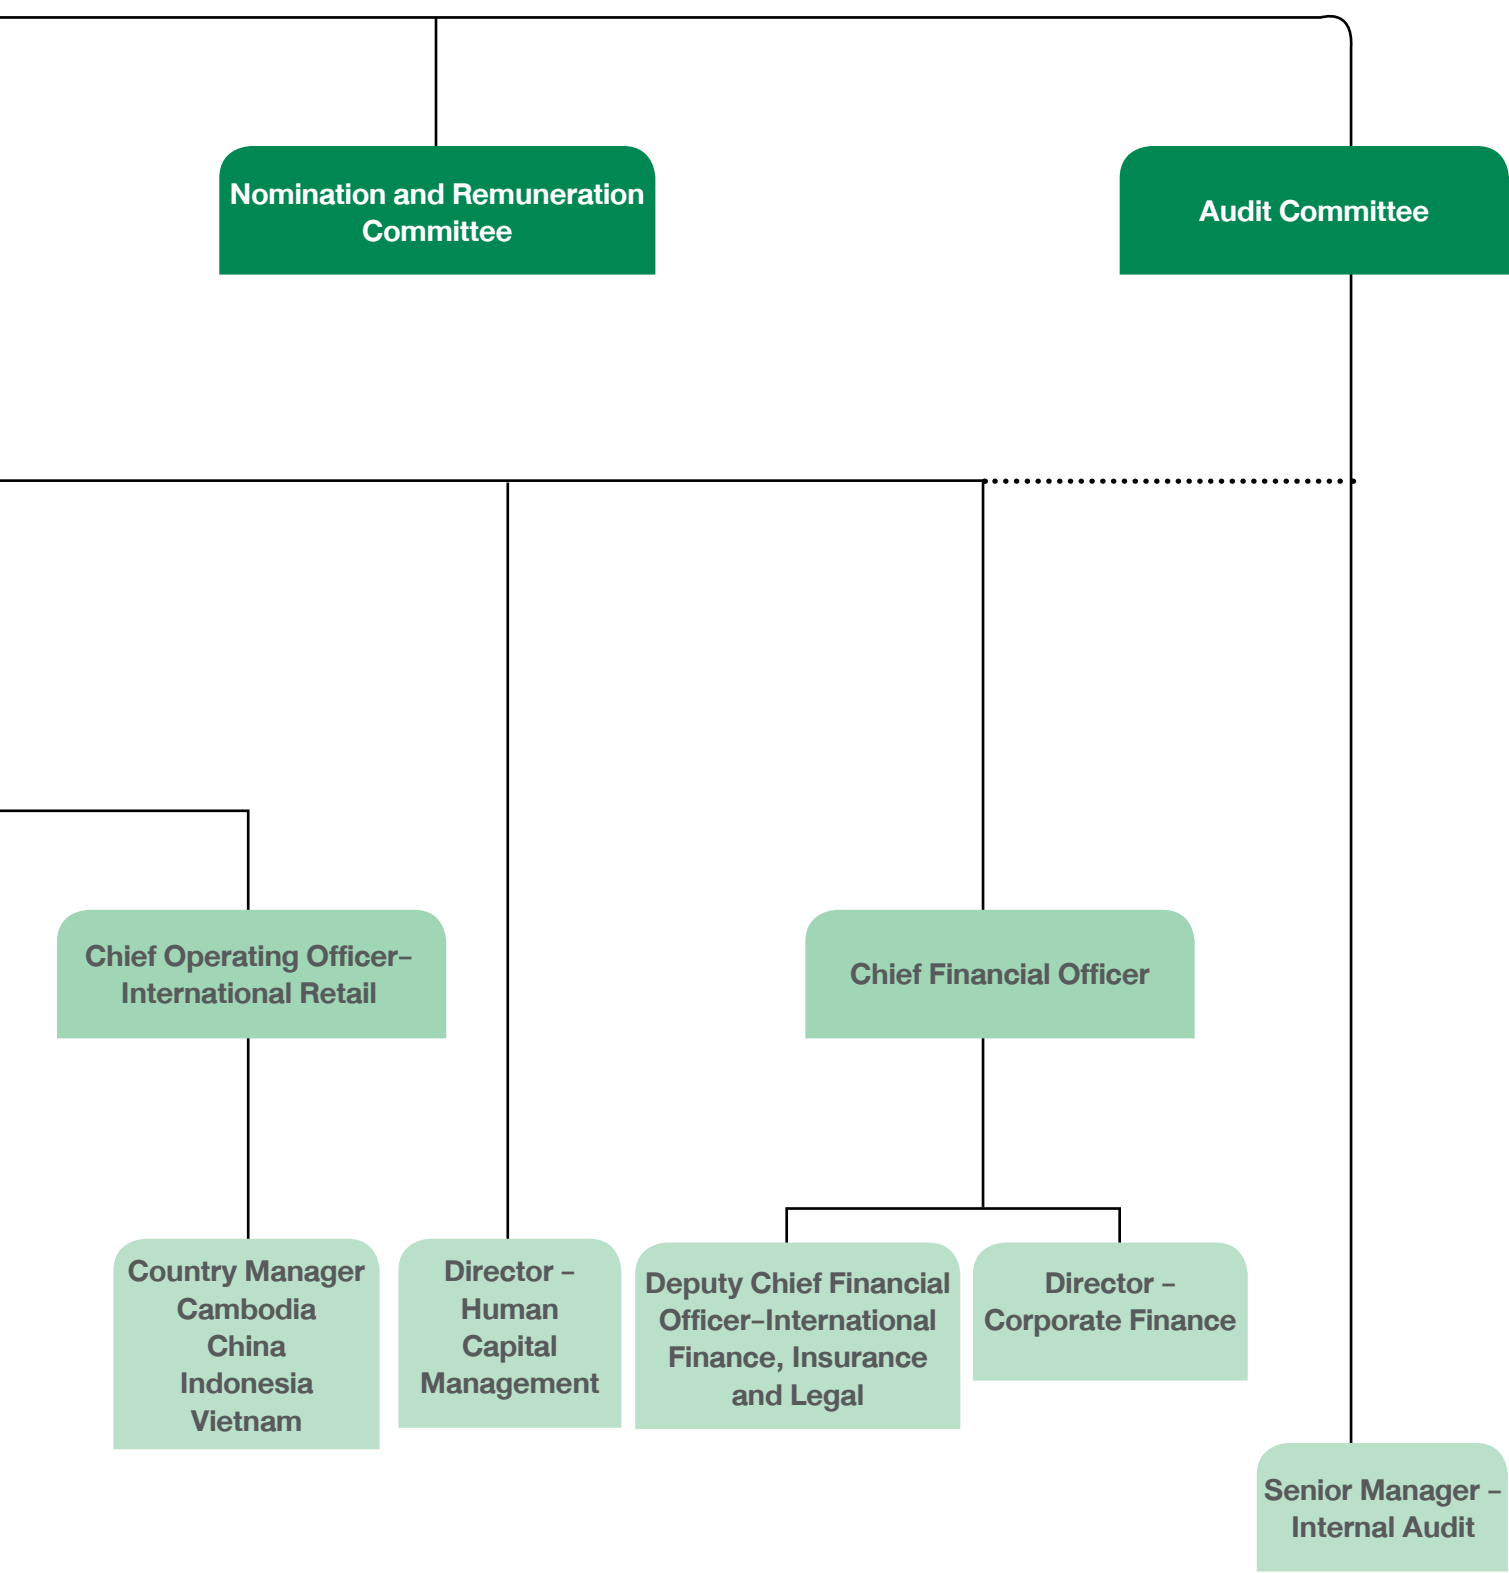 Nomination and Remuneration
Committee
Audit Committee
Chief Operating Officer–
International Retail
Chief Financial Officer
Country Manager
Cambodia
China
Indonesia
Vietnam
Director –
Human
Capital
Management
Deputy Chief Financial
Officer–International
Finance, Insurance
and Legal
Director –
Corporate Finance
Senior Manager –
Internal Audit